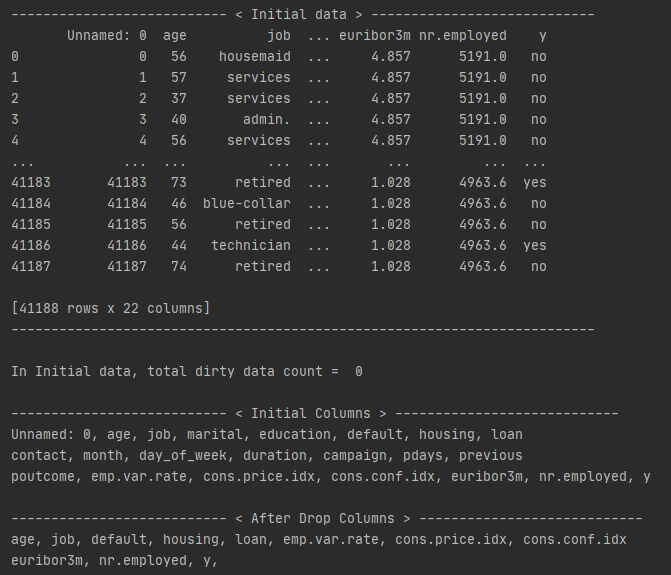 --------------------------- < Initial data > ----------------------------
       Unnamed: 0  age          job  ... euribor3m nr.employed    y
0               0   56    housemaid  ...     4.857      5191.0   no
1               1   57     services  ...     4.857      5191.0   no
2               2   37     services  ...     4.857      5191.0   no
3               3   40       admin.  ...     4.857      5191.0   no
4               4   56     services  ...     4.857      5191.0   no
...           ...  ...          ...  ...       ...         ...  ...
41183       41183   73      retired  ...     1.028      4963.6  yes
41184       41184   46  blue-collar  ...     1.028      4963.6   no
41185       41185   56      retired  ...     1.028      4963.6   no
41186       41186   44   technician  ...     1.028      4963.6  yes
41187       41187   74      retired  ...     1.028      4963.6   no
[41188 rows x 22 columns]
-------------------------------------------------------------------------
In Initial data, total dirty data count =  0
--------------------------- < Initial Columns > ----------------------------
Unnamed: 0, age, job, marital, education, default, housing, loan
contact, month, day_of_week, duration, campaign, pdays, previous
poutcome, emp.var.rate, cons.price.idx, cons.conf.idx, euribor3m, nr.employed, y
--------------------------- < After Drop Columns > ----------------------------
age, job, default, housing, loan, emp.var.rate, cons.price.idx, cons.conf.idx
euribor3m, nr.employed, y,